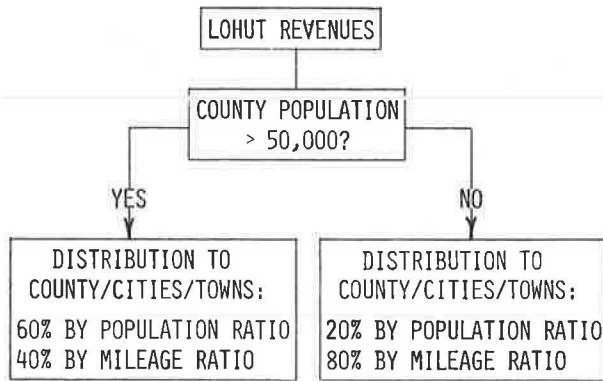 LOHUT REVENUES
COUNTY POPULATION
> 50,000?
YES
NO
DISTRIBUTION TO
COUNTY/CITIES/TOWNS:
60% BY POPULATION RATIO
40% BY MILEAGE RATIO
DISTRIBUTION TO
COUNTY/CITIES/TOWNS:
20% BY POPULATION RATIO
80% BY MILEAGE RATIO